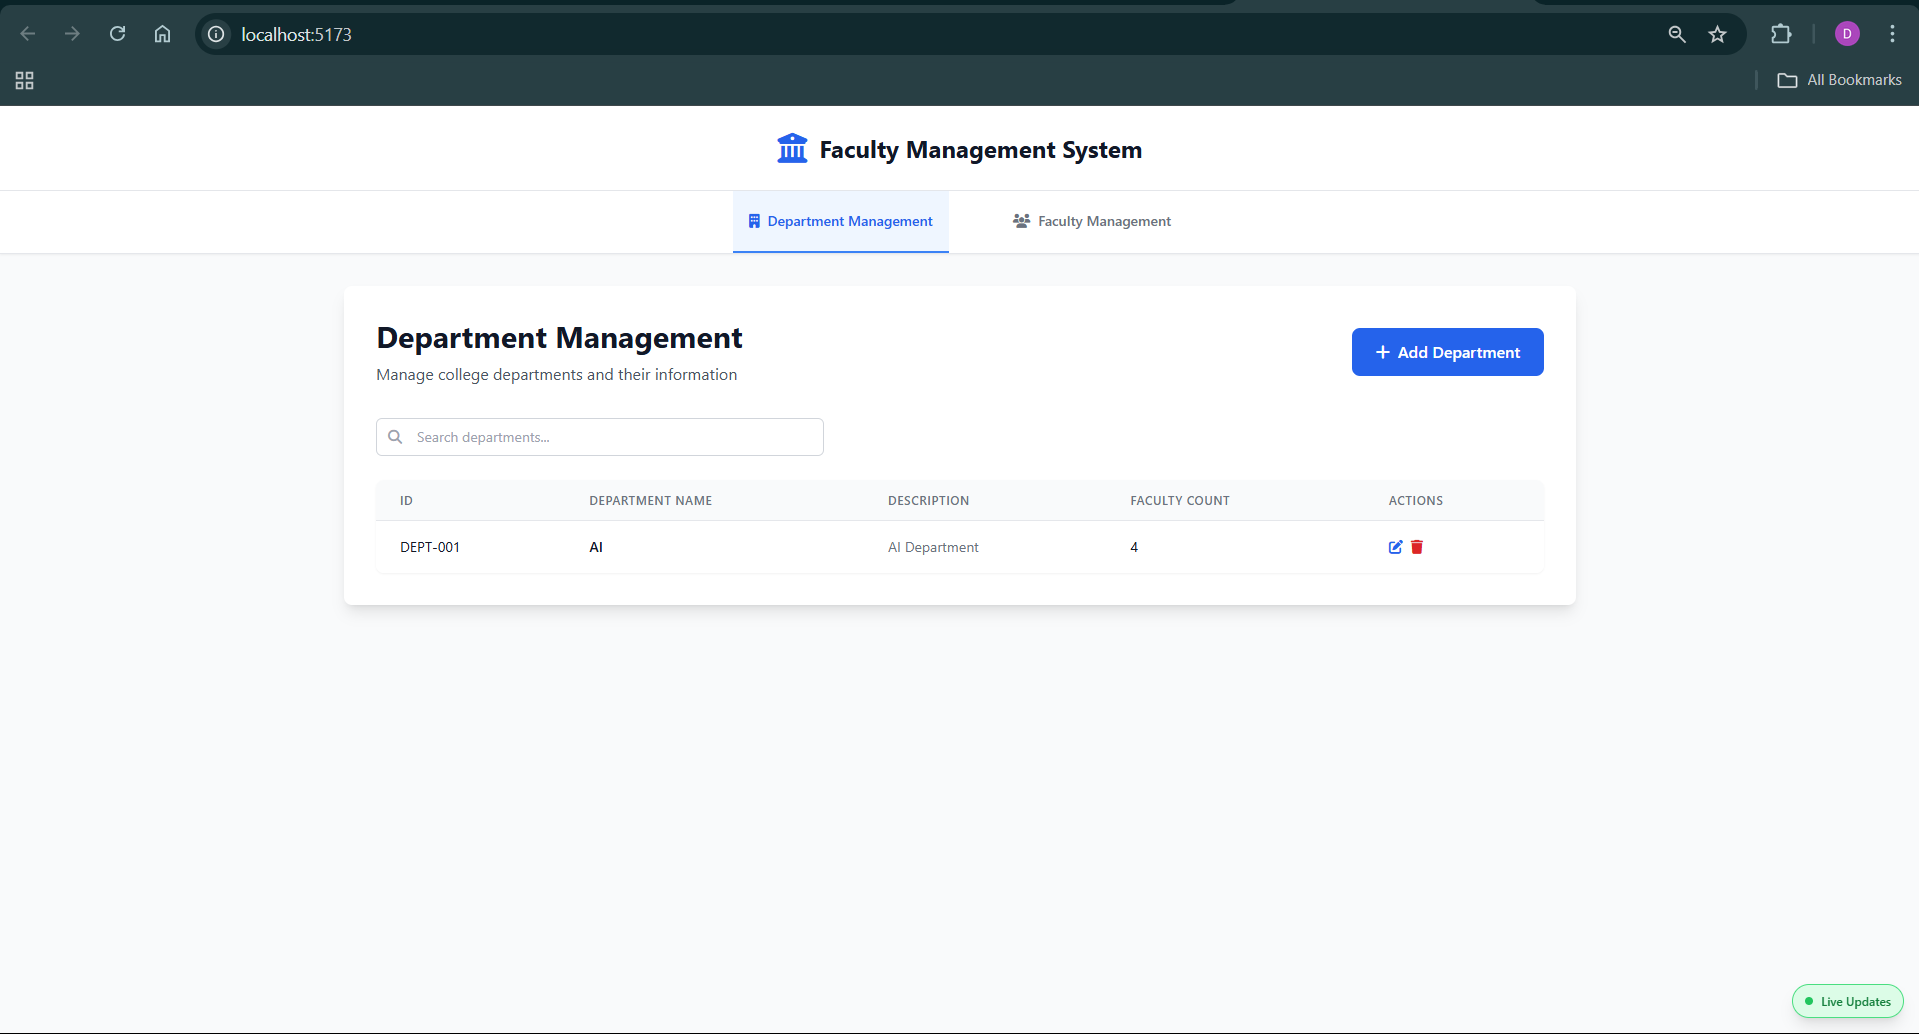 localhost:5173
D
All Bookmarks
Faculty Management System
Department Management
Faculty Management
Department Management
+ Add Department
Manage college departments and their information
Search departments...
ID DEPARTMENT NAME DESCRIPTION FACULTY COUNT ACTIONS
DEPT-001 AI AI Department 4
Live Updates